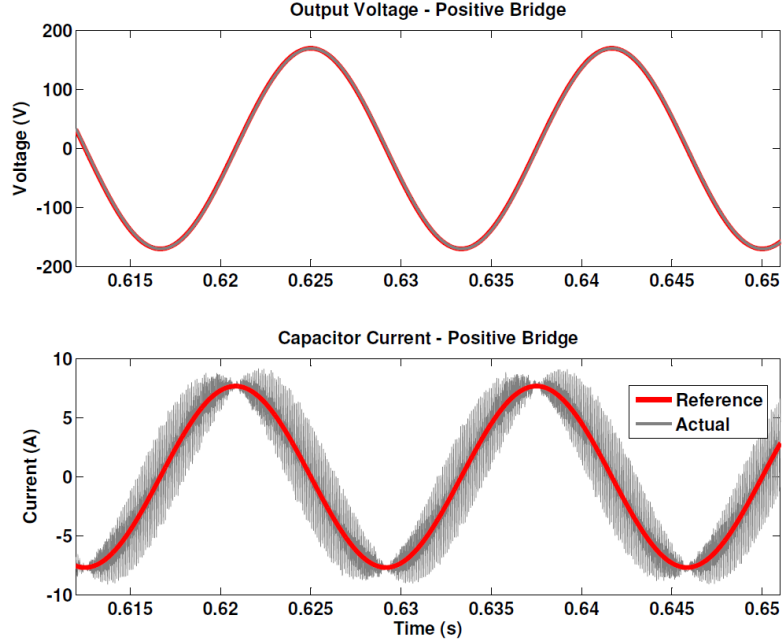 Output Voltage - Positive Bridge
200
100
0
-100
-200
Voltage (V)
0.615 0.62 0.625 0.63 0.635 0.64 0.645 0.65
Capacitor Current - Positive Bridge
10
5
0
-5
-10
Current (A)
Reference
Actual
0.615 0.62 0.625 0.63 0.635 0.64 0.645 0.65
Time (s)